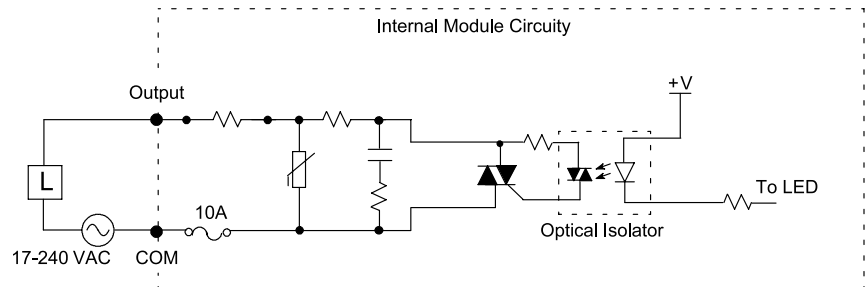 Internal Module Circuity
+V
Output
L
10A
To LED
17-240 VAC
COM
Optical Isolator